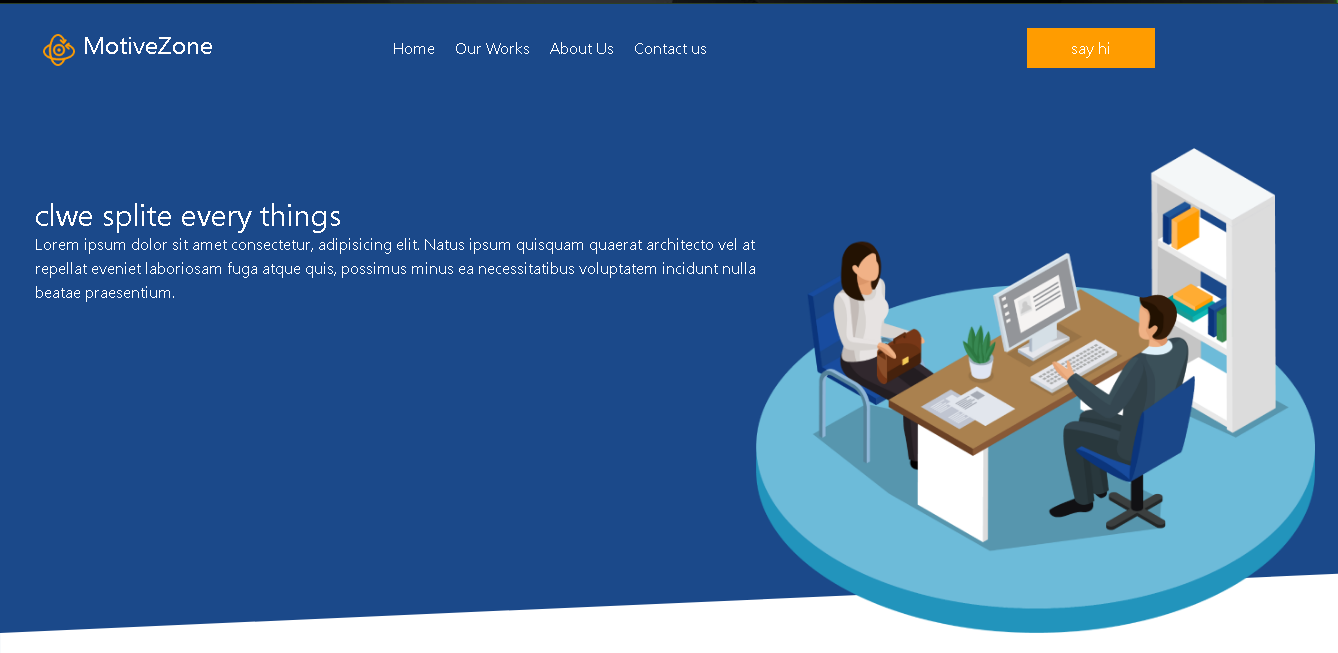 MotiveZone
Home Our Works About Us Contact us
say hi
clwe splite every things
Lorem ipsum dolor sit amet consectetur, adipisicing elit. Natus ipsum quisquam quaerat architecto vel at
repellat eveniet laboriosam fuga atque quis, possimus minus ea necessitatibus voluptatem incidunt nulla
beatae praesentium.